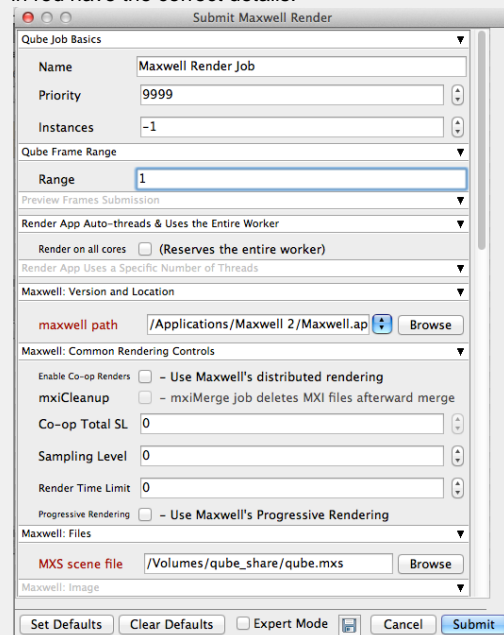 Submit Maxwell Render
Qube Job Basics
Name Maxwell Render Job
Priority 9999
Instances -1
Qube Frame Range
Range 1
Preview Frames Submission
Render App Auto-threads & Uses the Entire Worker
Render on all cores (Reserves the entire worker)
Render App Uses a Specific Number of Threads
Maxwell: Version and Location
maxwell path /Applications/Maxwell 2/Maxwell.ap Browse
Maxwell: Common Rendering Controls
Enable Co-op Renders - Use Maxwell's distributed rendering
mxiCleanup - mxiMerge job deletes MXI files afterward merge
Co-op Total SL 0
Sampling Level 0
Render Time Limit 0
Progressive Rendering - Use Maxwell's Progressive Rendering
Maxwell: Files
MXS scene file /Volumes/qube_share/qube.mxs Browse
Maxwell: Image
Set Defaults Clear Defaults Expert Mode Cancel Submit